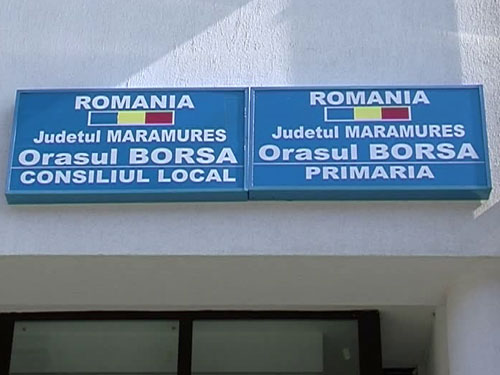 ROMANIA
Judetul MARAMURES
Orasul BORSA
CONSILIUL LOCAL
ROMANIA
Judetul MARAMURES
Orasul BORSA
PRIMARIA